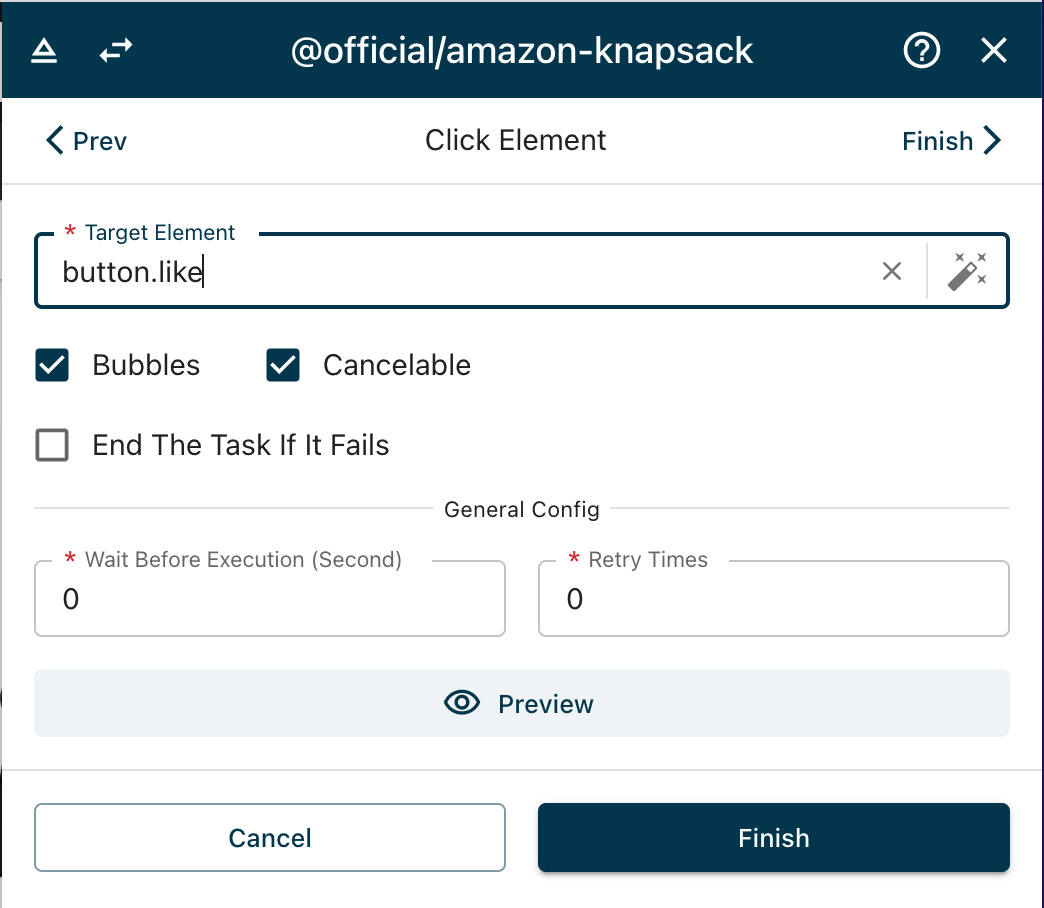 @official/amazon-knapsack
Prev
Click Element
Finish
* Target Element
button.like
Bubbles
Cancelable
End The Task If It Fails
General Config
* Wait Before Execution (Second)
* Retry Times
0
0
Preview
Cancel
Finish